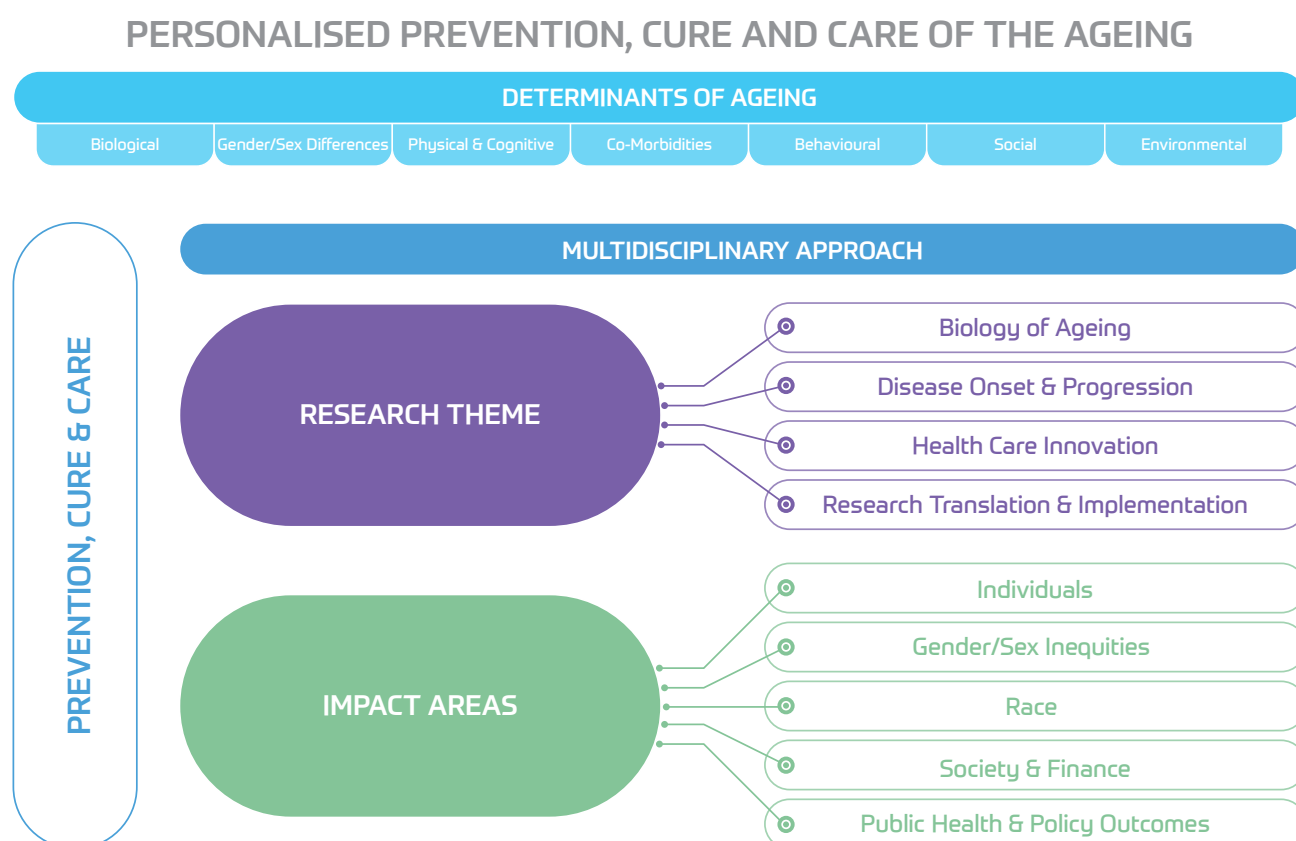 PERSONALISED PREVENTION, CURE AND CARE OF THE AGEING
DETERMINANTS OF AGEING
Biological
Gender/Sex Differences
Physical & Cognitive
Co-Morbidities
Behavioural
Social
Environmental
PREVENTION, CURE & CARE
MULTIDISCIPLINARY APPROACH
RESEARCH THEME
Biology of Ageing
Disease Onset & Progression
Health Care Innovation
Research Translation & Implementation
IMPACT AREAS
Individuals
Gender/Sex Inequities
Race
Society & Finance
Public Health & Policy Outcomes